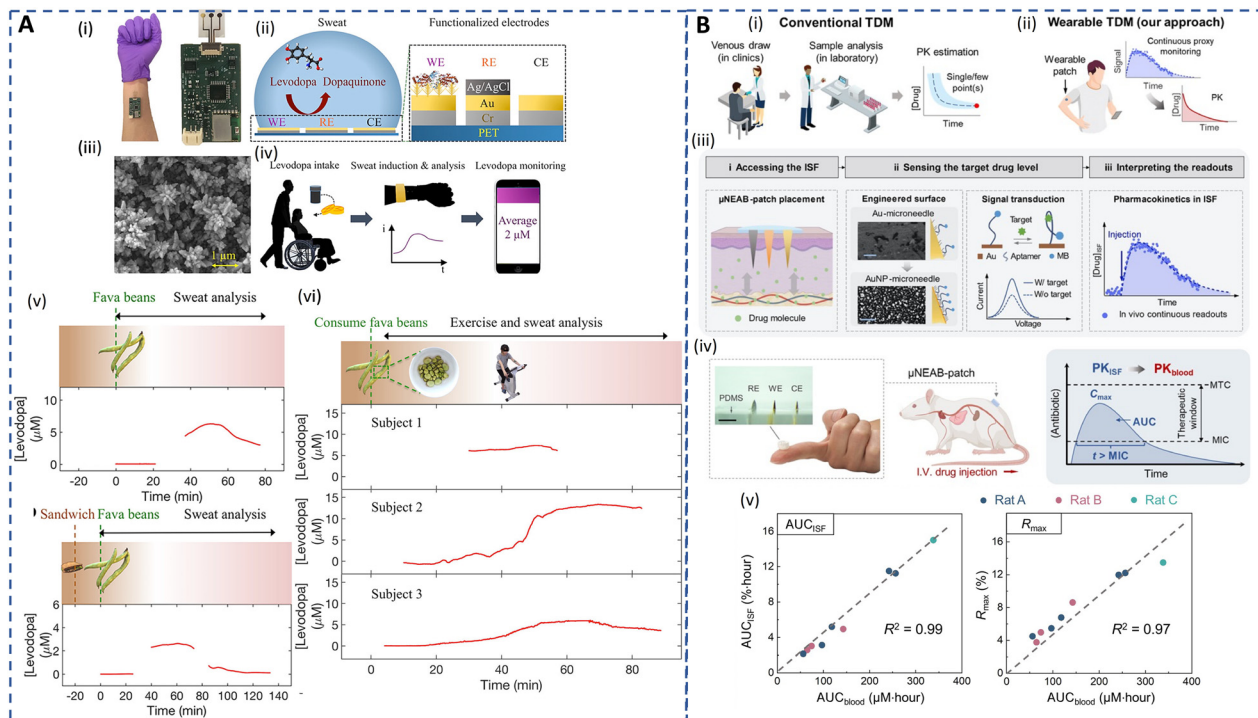 A
(i)
(ii)
Sweat
Levodopa
Dopaquinone
WE
RE
CE
Functionalized electrodes
WE
RE
CE
Ag/AgCl
Au
Cr
PET
(iii)
1 μm
(iv)
Levodopa intake
Sweat induction & analysis
i
t
Levodopa monitoring
Average
2 μM
(v)
Fava beans
Sweat analysis
[Levodopa]
(μM)
10
5
0
-20
0
20
40
60
80
Time (min)
Sandwich
Fava beans
Sweat analysis
[Levodopa]
(μM)
6
4
2
0
-20
0
20
40
60
80
100
120
140
Time (min)
(vi)
Consume fava beans
Exercise and sweat analysis
[Levodopa]
(μM)
15
10
5
0
Subject 1
[Levodopa]
(μM)
15
10
5
0
Subject 2
[Levodopa]
(μM)
15
10
5
0
Subject 3
0
20
40
60
80
Time (min)
B
(i)
Conventional TDM
Venous draw
(in clinics)
Sample analysis
(in laboratory)
PK estimation
[Drug]
Single/few
point(s)
Time
(ii)
Wearable TDM (our approach)
Wearable
patch
Continuous proxy
monitoring
Signal
Time
[Drug]
PK
Time
(iii)
i Accessing the ISF
ii Sensing the target drug level
iii Interpreting the readouts
μNEAB-patch placement
Drug molecule
Engineered surface
Au-microneedle
AuNP-microneedle
Signal transduction
Target
Au
Aptamer
MB
Current
W/ target
W/o target
Voltage
Pharmacokinetics in ISF
Injection
[Drug]ISF
Time
In vivo continuous readouts
(iv)
PDMS
RE
WE
CE
μNEAB-patch
I.V. drug injection
PKISF
PKblood
(Antibiotic)
Cmax
AUC
t > MIC
Therapeutic
window
MTC
MIC
Time
(v)
Rat A
Rat B
Rat C
AUCISF
AUCISF (%·hour)
16
12
8
4
0
0
100
200
300
400
R² = 0.99
AUCblood (μM·hour)
Rmax
Rmax (%)
16
12
8
4
0
100
200
300
400
R² = 0.97
AUCblood (μM·hour)